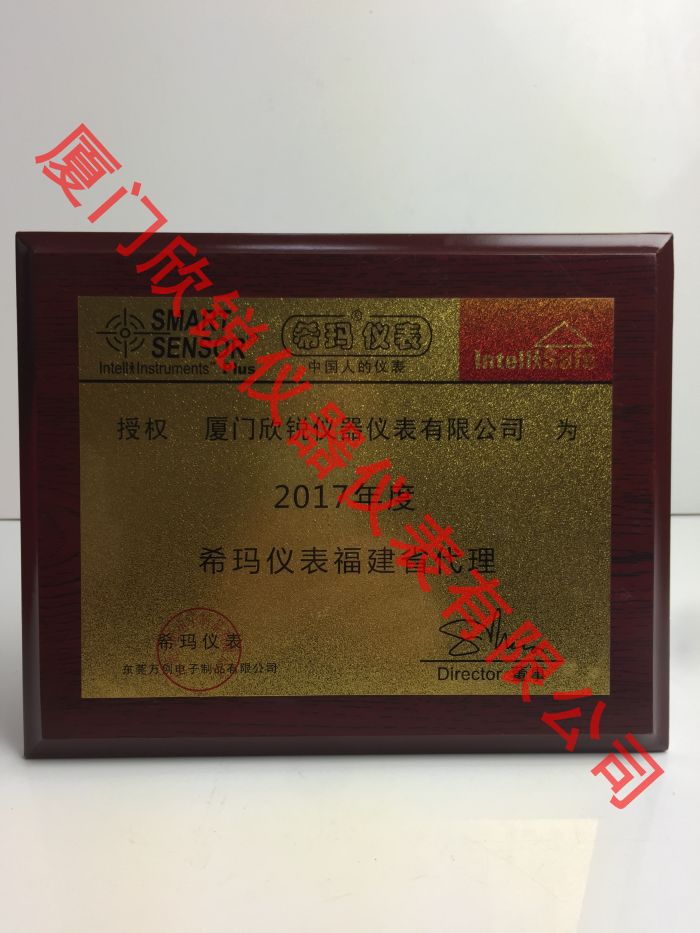 厦门欣锐仪器仪表有限公司
SMART SENSOR
Intelli Instruments™ Plus
希玛®仪表
中国人的仪表
IntelliSafe
授权 厦门欣锐仪器仪表有限公司 为
2017年度
希玛仪表福建省代理
希玛仪表
东莞万创电子制品有限公司
Director